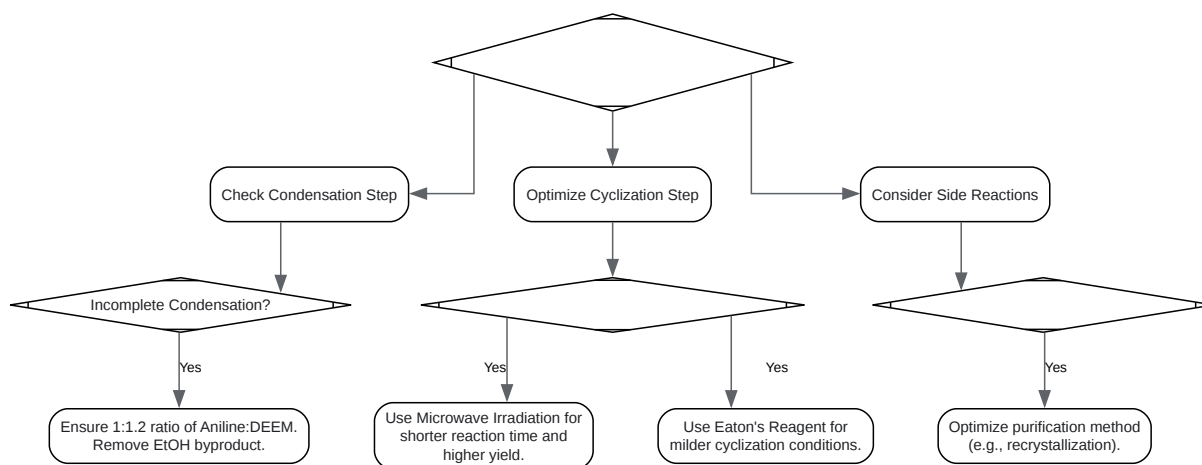 Check Condensation Step
Optimize Cyclization Step
Consider Side Reactions
Incomplete Condensation?
Yes
Yes
Yes
Yes
Ensure 1:1.2 ratio of Aniline:DEEM.
Remove EtOH byproduct.
Use Microwave Irradiation for
shorter reaction time and
higher yield.
Use Eaton's Reagent for
milder cyclization conditions.
Optimize purification method
(e.g., recrystallization).